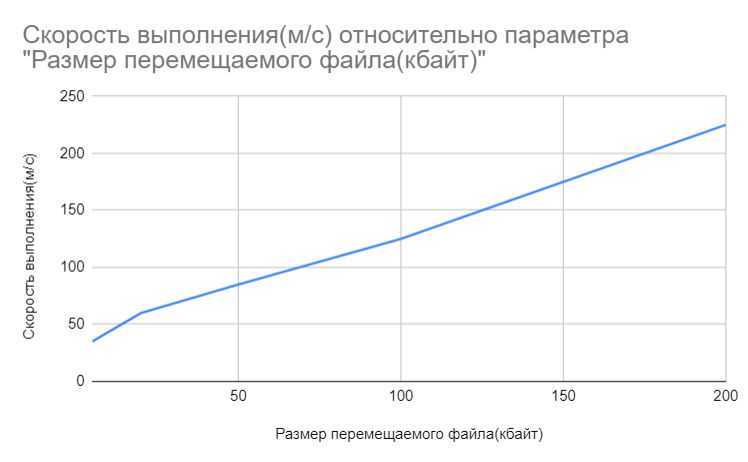 Скорость выполнения(м/с) относительно параметра
"Размер перемещаемого файла(кбайт)"
Скорость выполнения(м/с)
250
200
150
100
50
0
50
100
150
200
Размер перемещаемого файла(кбайт)